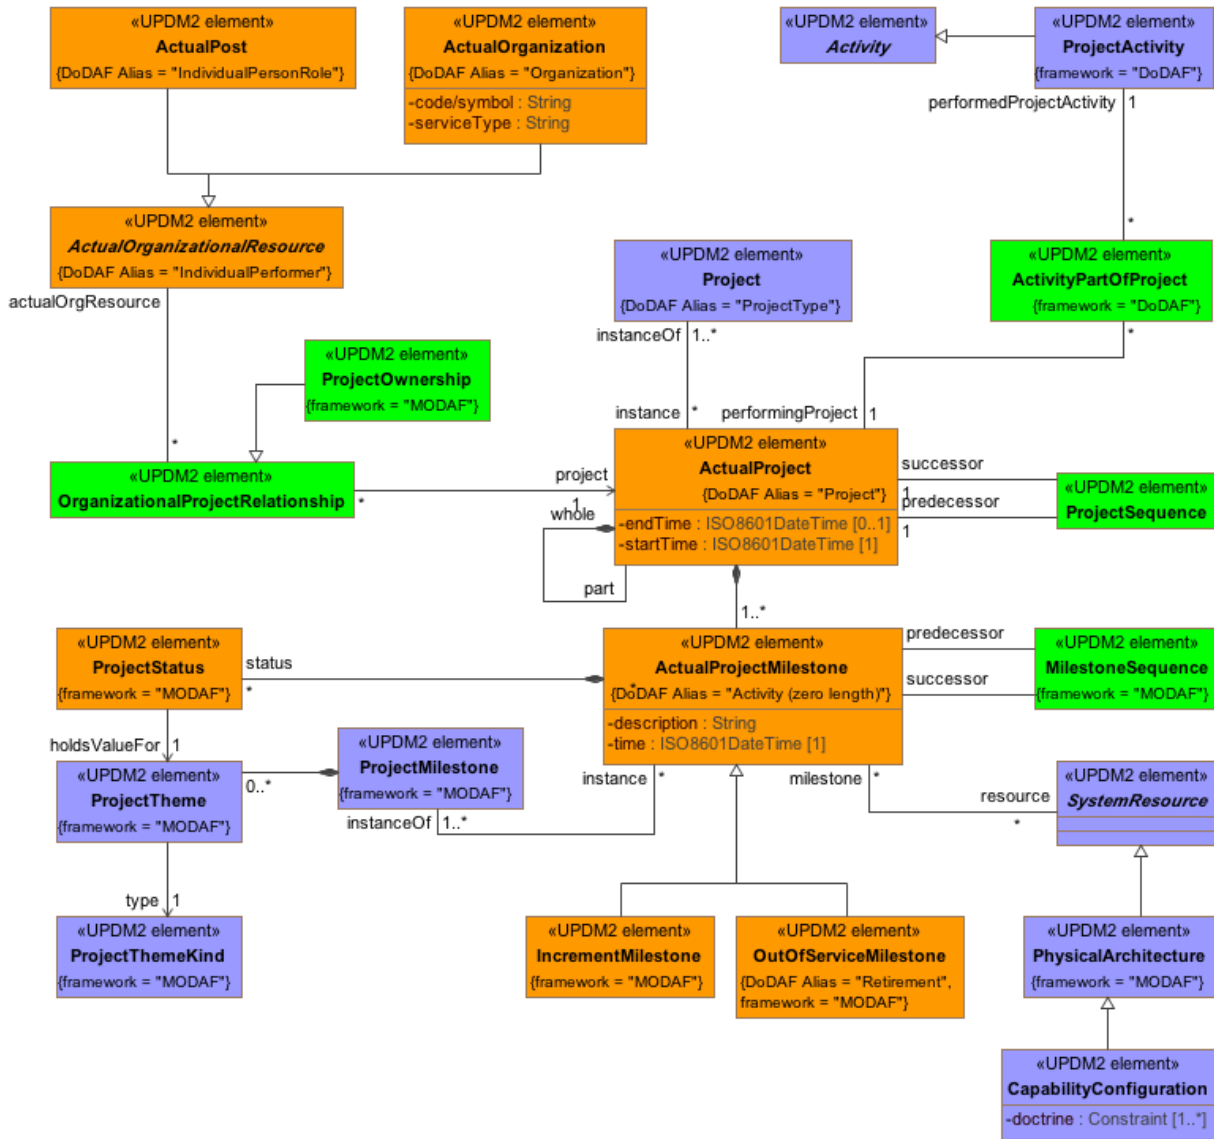 «UPDM2 element»
ActualPost
{DoDAF Alias = "IndividualPersonRole"}
«UPDM2 element»
ActualOrganization
{DoDAF Alias = "Organization"}
-code/symbol : String
-serviceType : String
«UPDM2 element»
Activity
«UPDM2 element»
ProjectActivity
{framework = "DoDAF"}
performedProjectActivity
1
*
«UPDM2 element»
ActualOrganizationalResource
{DoDAF Alias = "IndividualPerformer"}
actualOrgResource
*
«UPDM2 element»
Project
{DoDAF Alias = "ProjectType"}
instanceOf
1..*
instance
*
«UPDM2 element»
ActivityPartOfProject
{framework = "DoDAF"}
*
performingProject
1
«UPDM2 element»
ProjectOwnership
{framework = "MODAF"}
«UPDM2 element»
OrganizationalProjectRelationship
*
project
1
whole
part
«UPDM2 element»
ActualProject
{DoDAF Alias = "Project"}
-endTime : ISO8601DateTime [0..1]
-startTime : ISO8601DateTime [1]
successor
1
predecessor
1
«UPDM2 element»
ProjectSequence
1..*
«UPDM2 element»
ProjectStatus
{framework = "MODAF"}
status
*
*
«UPDM2 element»
ActualProjectMilestone
{DoDAF Alias = "Activity (zero length)"}
-description : String
-time : ISO8601DateTime [1]
predecessor
successor
«UPDM2 element»
MilestoneSequence
{framework = "MODAF"}
holdsValueFor
1
«UPDM2 element»
ProjectTheme
{framework = "MODAF"}
0..*
«UPDM2 element»
ProjectMilestone
{framework = "MODAF"}
instanceOf
1..*
instance
*
milestone
*
resource
*
«UPDM2 element»
SystemResource
type
1
«UPDM2 element»
ProjectThemeKind
{framework = "MODAF"}
«UPDM2 element»
IncrementMilestone
{framework = "MODAF"}
«UPDM2 element»
OutOfServiceMilestone
{DoDAF Alias = "Retirement",
framework = "MODAF"}
«UPDM2 element»
PhysicalArchitecture
{framework = "MODAF"}
«UPDM2 element»
CapabilityConfiguration
-doctrine : Constraint [1..*]